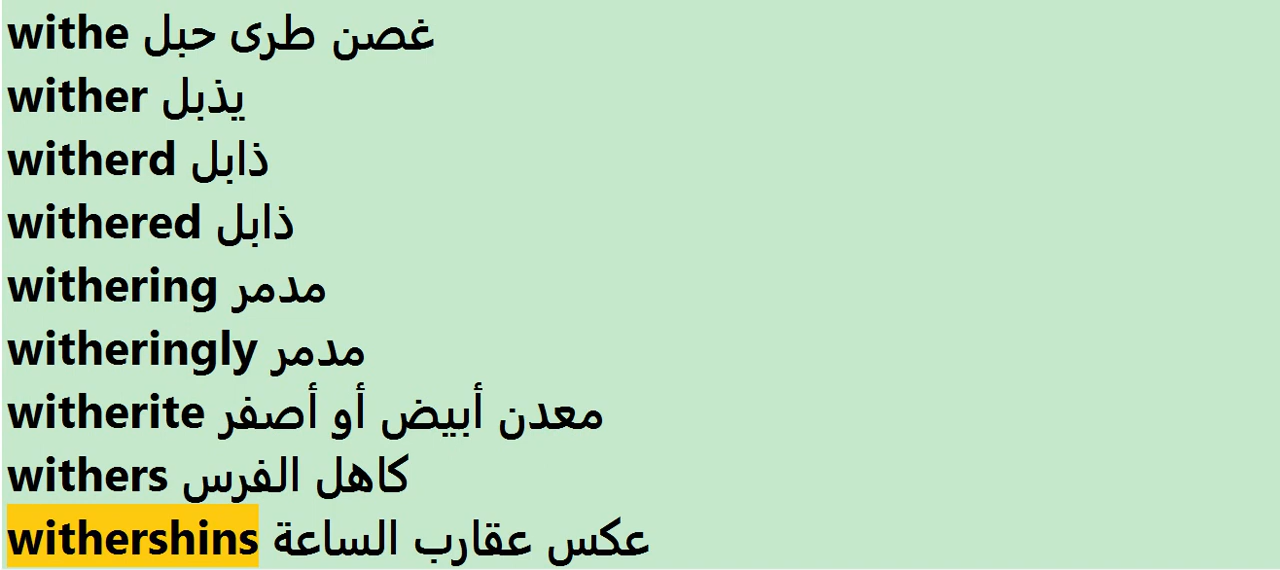 withe غصن طرى حبل
wither يذبل
witherd ذابل
withered ذابل
withering مدمر
witheringly مدمر
witherite معدن أبيض أو أصفر
withers كاهل الفرس
withershins عكس عقارب الساعة